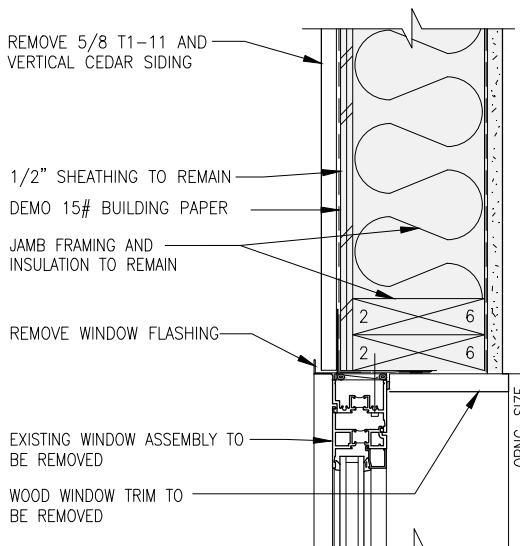 REMOVE 5/8 T1-11 AND
VERTICAL CEDAR SIDING
1/2" SHEATHING TO REMAIN
DEMO 15# BUILDING PAPER
JAMB FRAMING AND
INSULATION TO REMAIN
2 6
REMOVE WINDOW FLASHING
2 6
EXISTING WINDOW ASSEMBLY TO
BE REMOVED
WOOD WINDOW TRIM TO
BE REMOVED
OPNG. SIZE